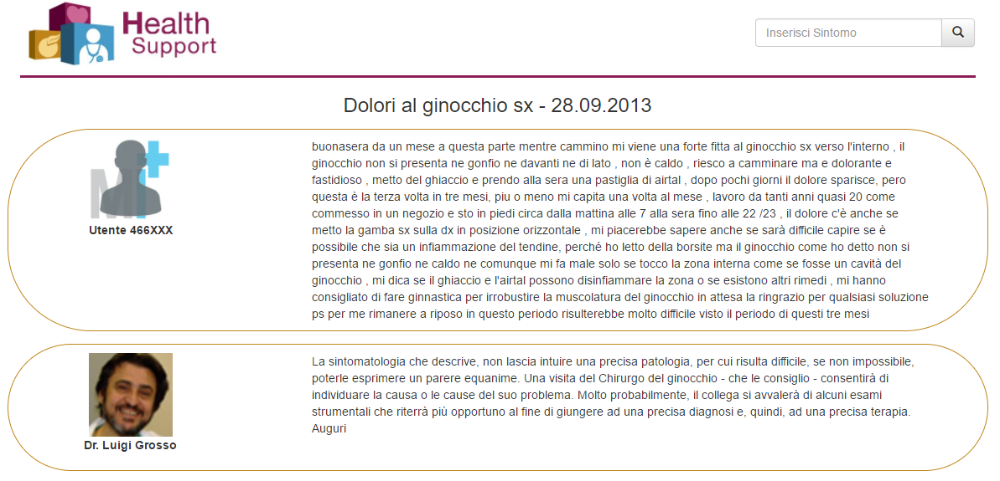 Health
Support
Inserisci Sintomo
Dolori al ginocchio sx - 28.09.2013
MI
Utente 466XXX
buonasera da un mese a questa parte mentre cammino mi viene una forte fitta al ginocchio sx verso l'interno , il
ginocchio non si presenta ne gonfio ne davanti ne di lato , non è caldo , riesco a camminare ma e dolorante e
fastidioso , metto del ghiaccio e prendo alla sera una pastiglia di airtal , dopo pochi giorni il dolore sparisce, pero
questa è la terza volta in tre mesi, piu o meno mi capita una volta al mese , lavoro da tanti anni quasi 20 come
commesso in un negozio e sto in piedi circa dalla mattina alle 7 alla sera fino alle 22 /23 , il dolore c'è anche se
metto la gamba sx sulla dx in posizione orizzontale , mi piacerebbe sapere anche se sarà difficile capire se è
possibile che sia un infiammazione del tendine, perché ho letto della borsite ma il ginocchio come ho detto non si
presenta ne gonfio ne caldo ne comunque mi fa male solo se tocco la zona interna come se fosse un cavità del
ginocchio , mi dica se il ghiaccio e l'airtal possono disinfiammare la zona o se esistono altri rimedi , mi hanno
consigliato di fare ginnastica per irrobustire la muscolatura del ginocchio in attesa la ringrazio per qualsiasi soluzione
ps per me rimanere a riposo in questo periodo risulterebbe molto difficile visto il periodo di questi tre mesi
Dr. Luigi Grosso
La sintomatologia che descrive, non lascia intuire una precisa patologia, per cui risulta difficile, se non impossibile,
poterle esprimere un parere equanime. Una visita del Chirurgo del ginocchio - che le consiglio - consentirà di
individuare la causa o le cause del suo problema. Molto probabilmente, il collega si avvalerà di alcuni esami
strumentali che riterrà più opportuno al fine di giungere ad una precisa diagnosi e, quindi, ad una precisa terapia.
Auguri